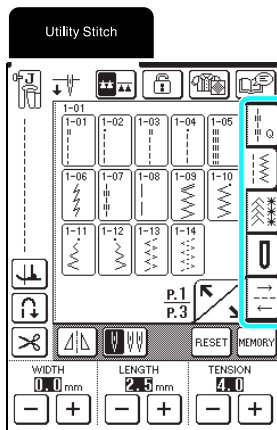 Utility Stitch
J
1-01
1-01 1-02 1-03 1-04 1-05
Q
1-06 1-07 1-08 1-09 1-10
1-11 1-12 1-13 1-14
P.1
P.3
RESET MEMORY
WIDTH LENGTH TENSION
0.0 mm 2.5 mm 4.0
− + − + − +